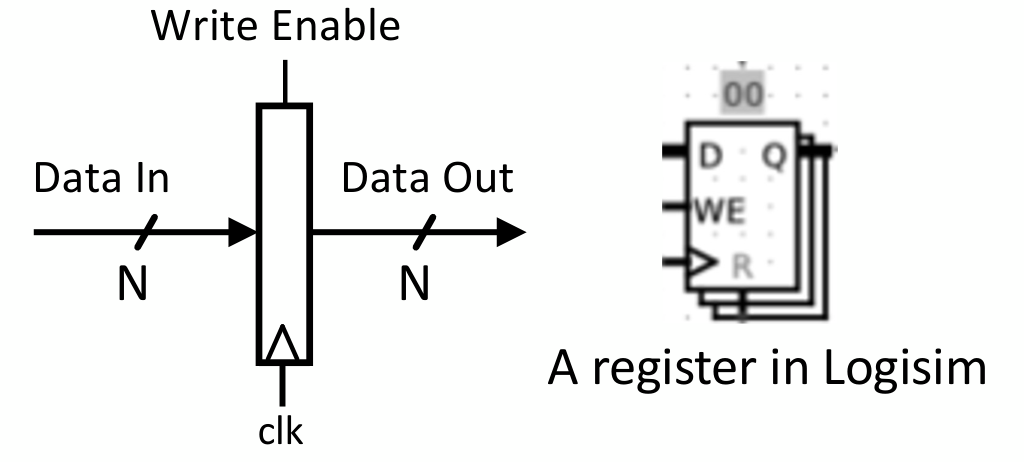 Write Enable
Data In
Data Out
N
N
clk
00
D Q
WE
R
A register in Logisim